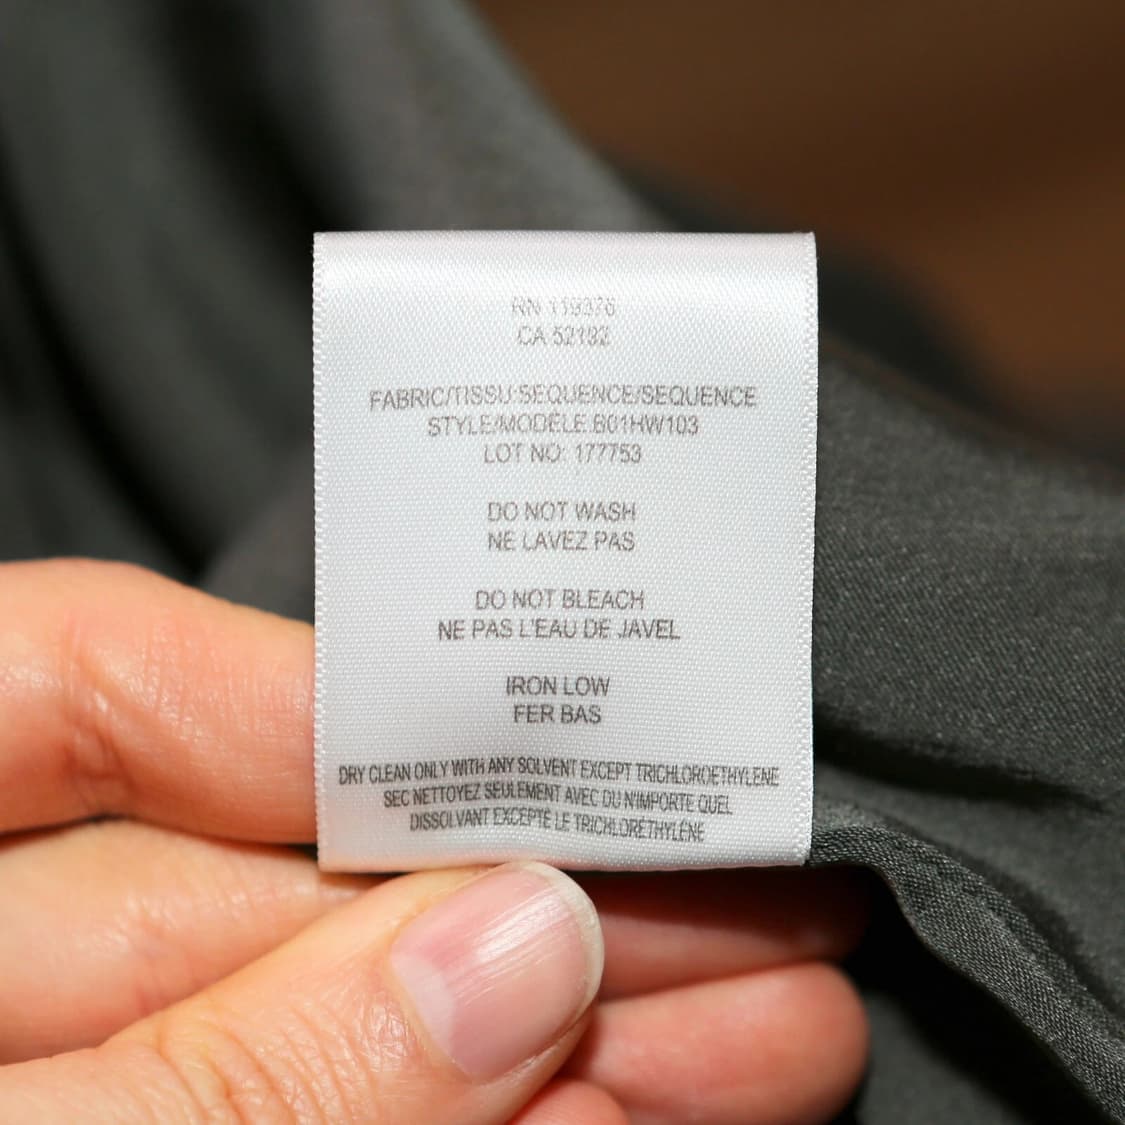 RN 119376
CA 52192
FABRIC/TISSU:SEQUENCE/SEQUENCE
STYLE/MODÈLE:B01HW103
LOT NO: 177753
DO NOT WASH
NE LAVEZ PAS
DO NOT BLEACH
NE PAS L'EAU DE JAVEL
IRON LOW
FER BAS
DRY CLEAN ONLY WITH ANY SOLVENT EXCEPT TRICHLOROETHYLENE
SEC NETTOYEZ SEULEMENT AVEC DU N'IMPORTE QUEL
DISSOLVANT EXCEPTÉ LE TRICHLORÉTHYLÈNE